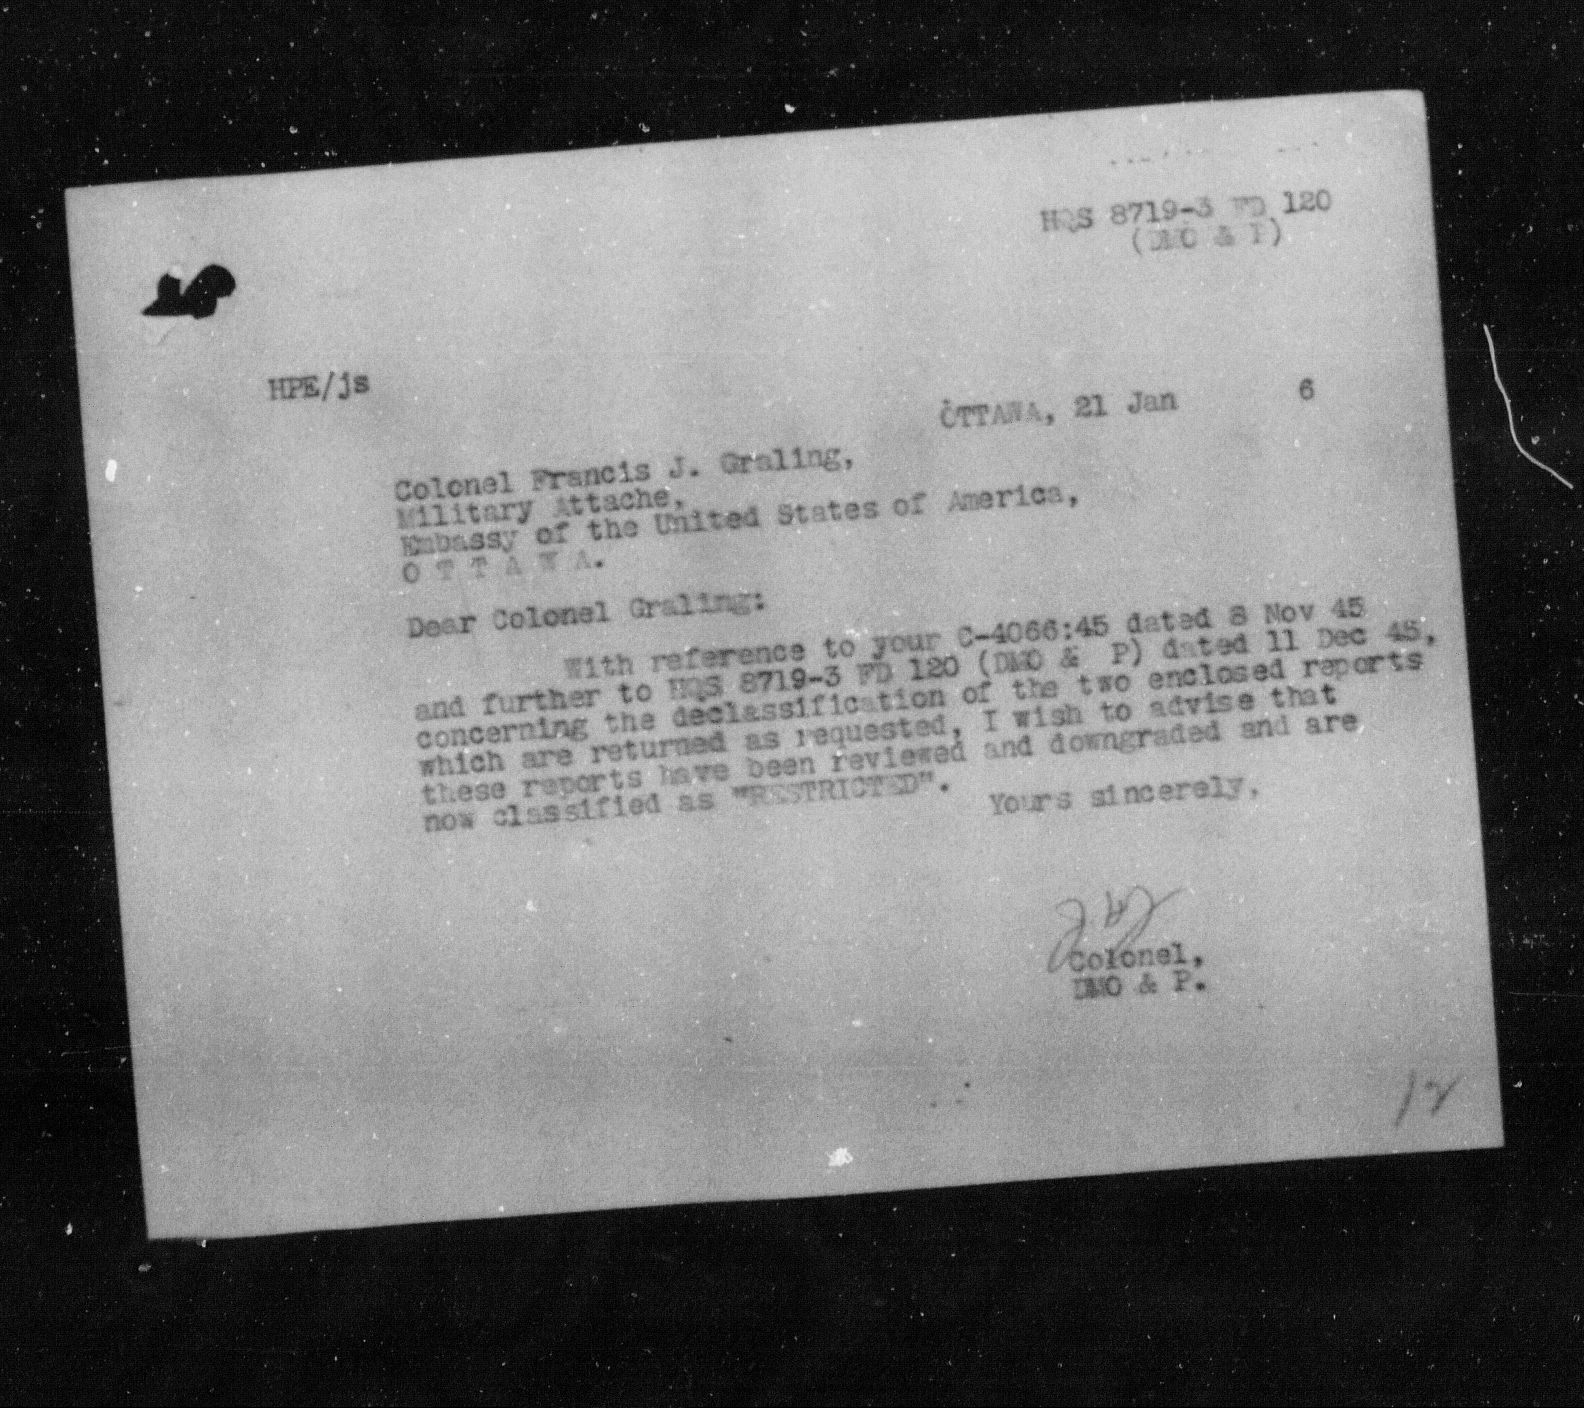 HQS 8719-3 FD 120
(DMO & P)
HPE/js
OTTAWA, 21 Jan 6
Colonel Francis J. Graling,
Military Attache,
Embassy of the United States of America,
O T T A W A.
Dear Colonel Graling:
With reference to your C-4066:45 dated 8 Nov 45
and further to HQS 8719-3 FD 120 (DMO & P) dated 11 Dec 45,
concerning the declassification of the two enclosed reports
which are returned as requested, I wish to advise that
these reports have been reviewed and downgraded and are
now classified as "RESTRICTED".
Yours sincerely,
Colonel,
DMO & P.
12